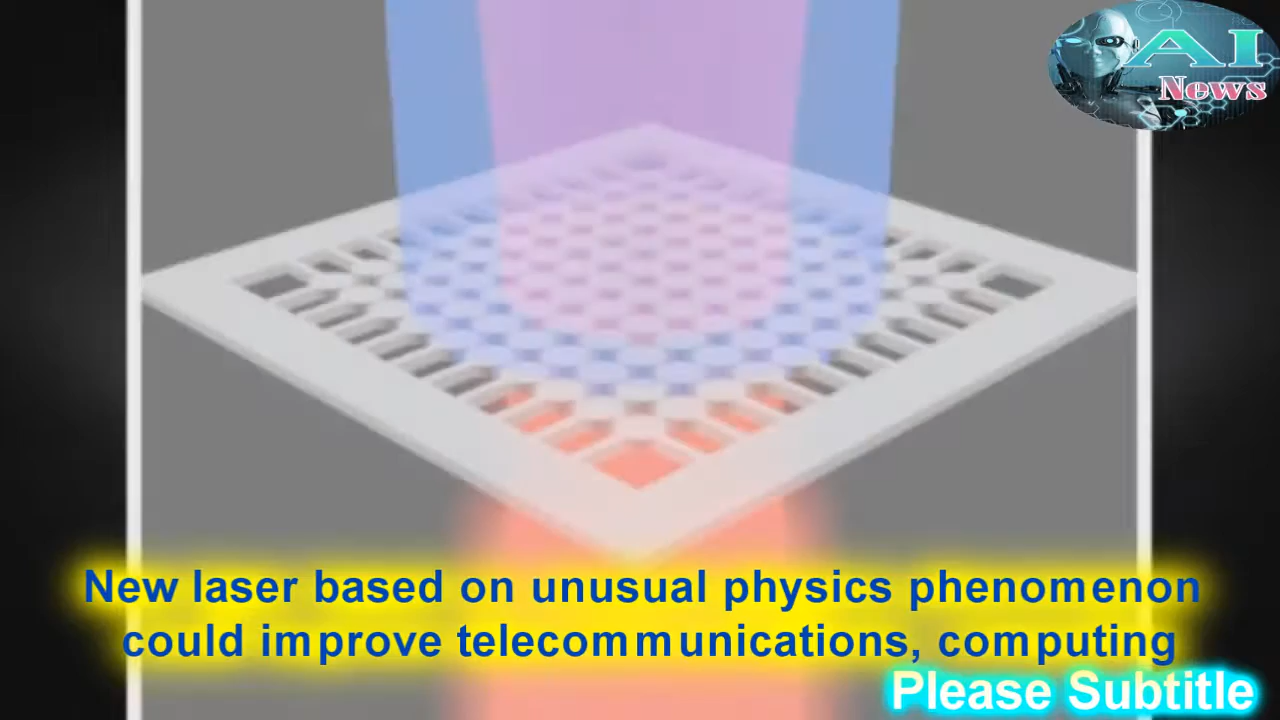 AI
News
New laser based on unusual physics phenomenon
could improve telecommunications, computing
Please Subtitle